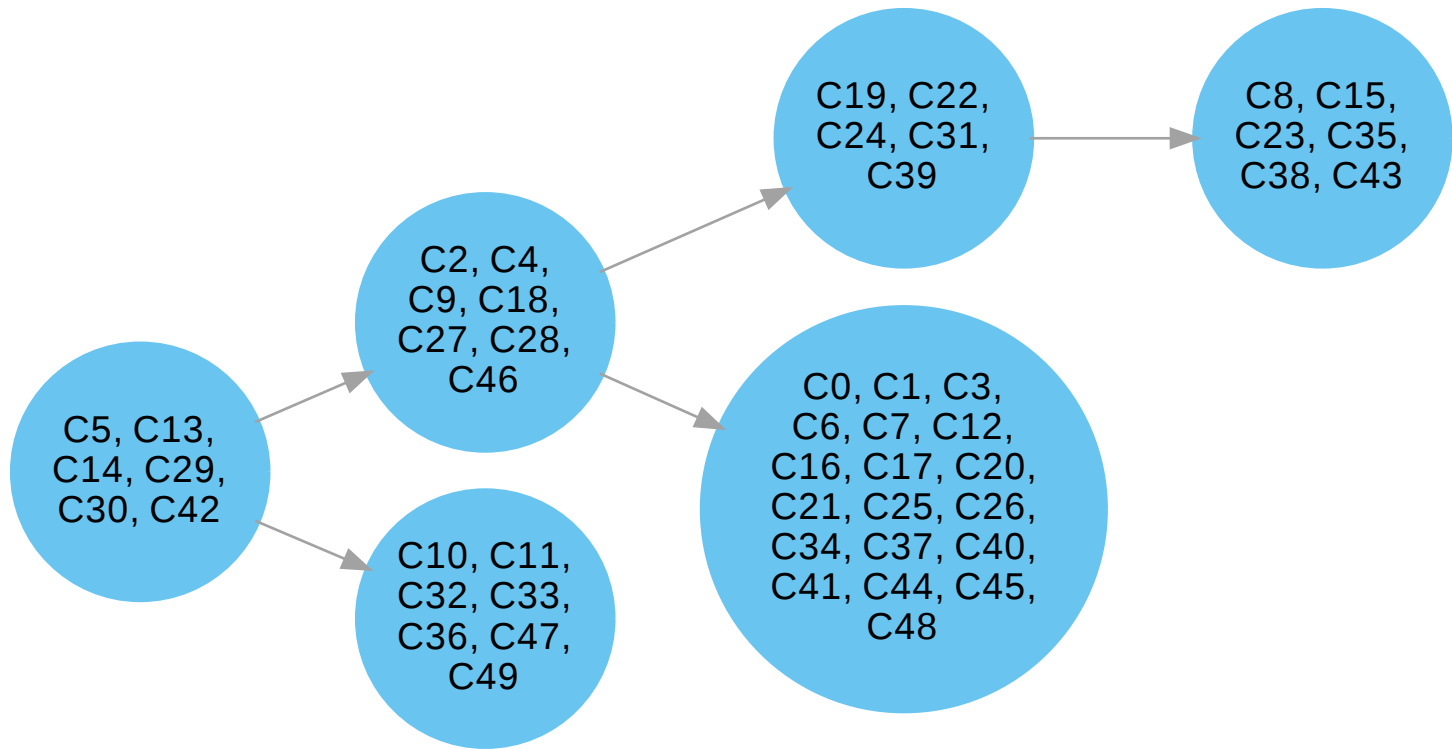 C5, C13,
C14, C29,
C30, C42
C2, C4,
C9, C18,
C27, C28,
C46
C10, C11,
C32, C33,
C36, C47,
C49
C19, C22,
C24, C31,
C39
C0, C1, C3,
C6, C7, C12,
C16, C17, C20,
C21, C25, C26,
C34, C37, C40,
C41, C44, C45,
C48
C8, C15,
C23, C35,
C38, C43